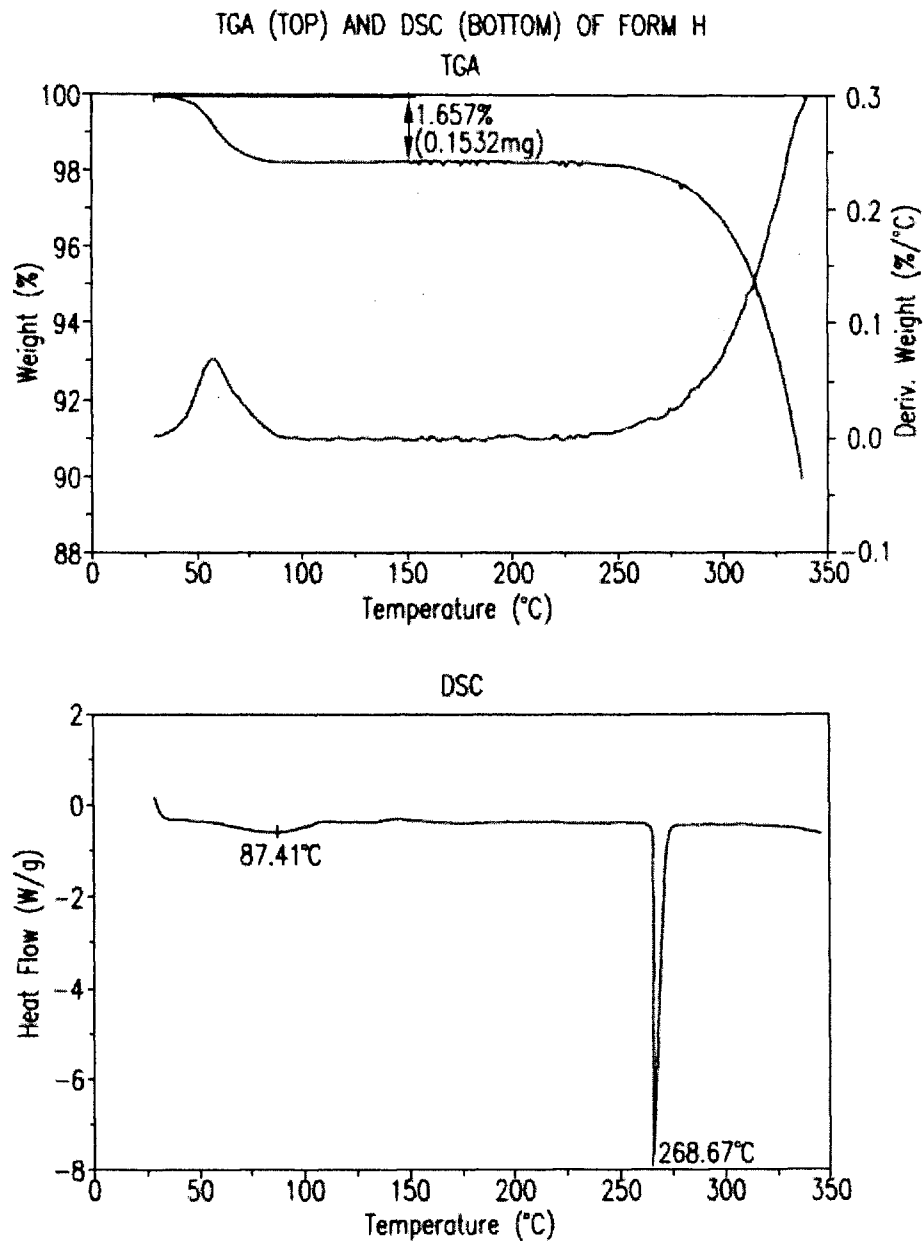 TGA (TOP) AND DSC (BOTTOM) OF FORM H
TGA
100
98
96
94
92
90
88
Weight (%)
1.657%
(0.1532mg)
0.3
0.2
0.1
0.0
-0.1
Deriv. Weight (%/°C)
0 50 100 150 200 250 300 350
Temperature (°C)
DSC
2
0
-2
-4
-6
-8
Heat Flow (W/g)
87.41°C
268.67°C
0 50 100 150 200 250 300 350
Temperature (°C)